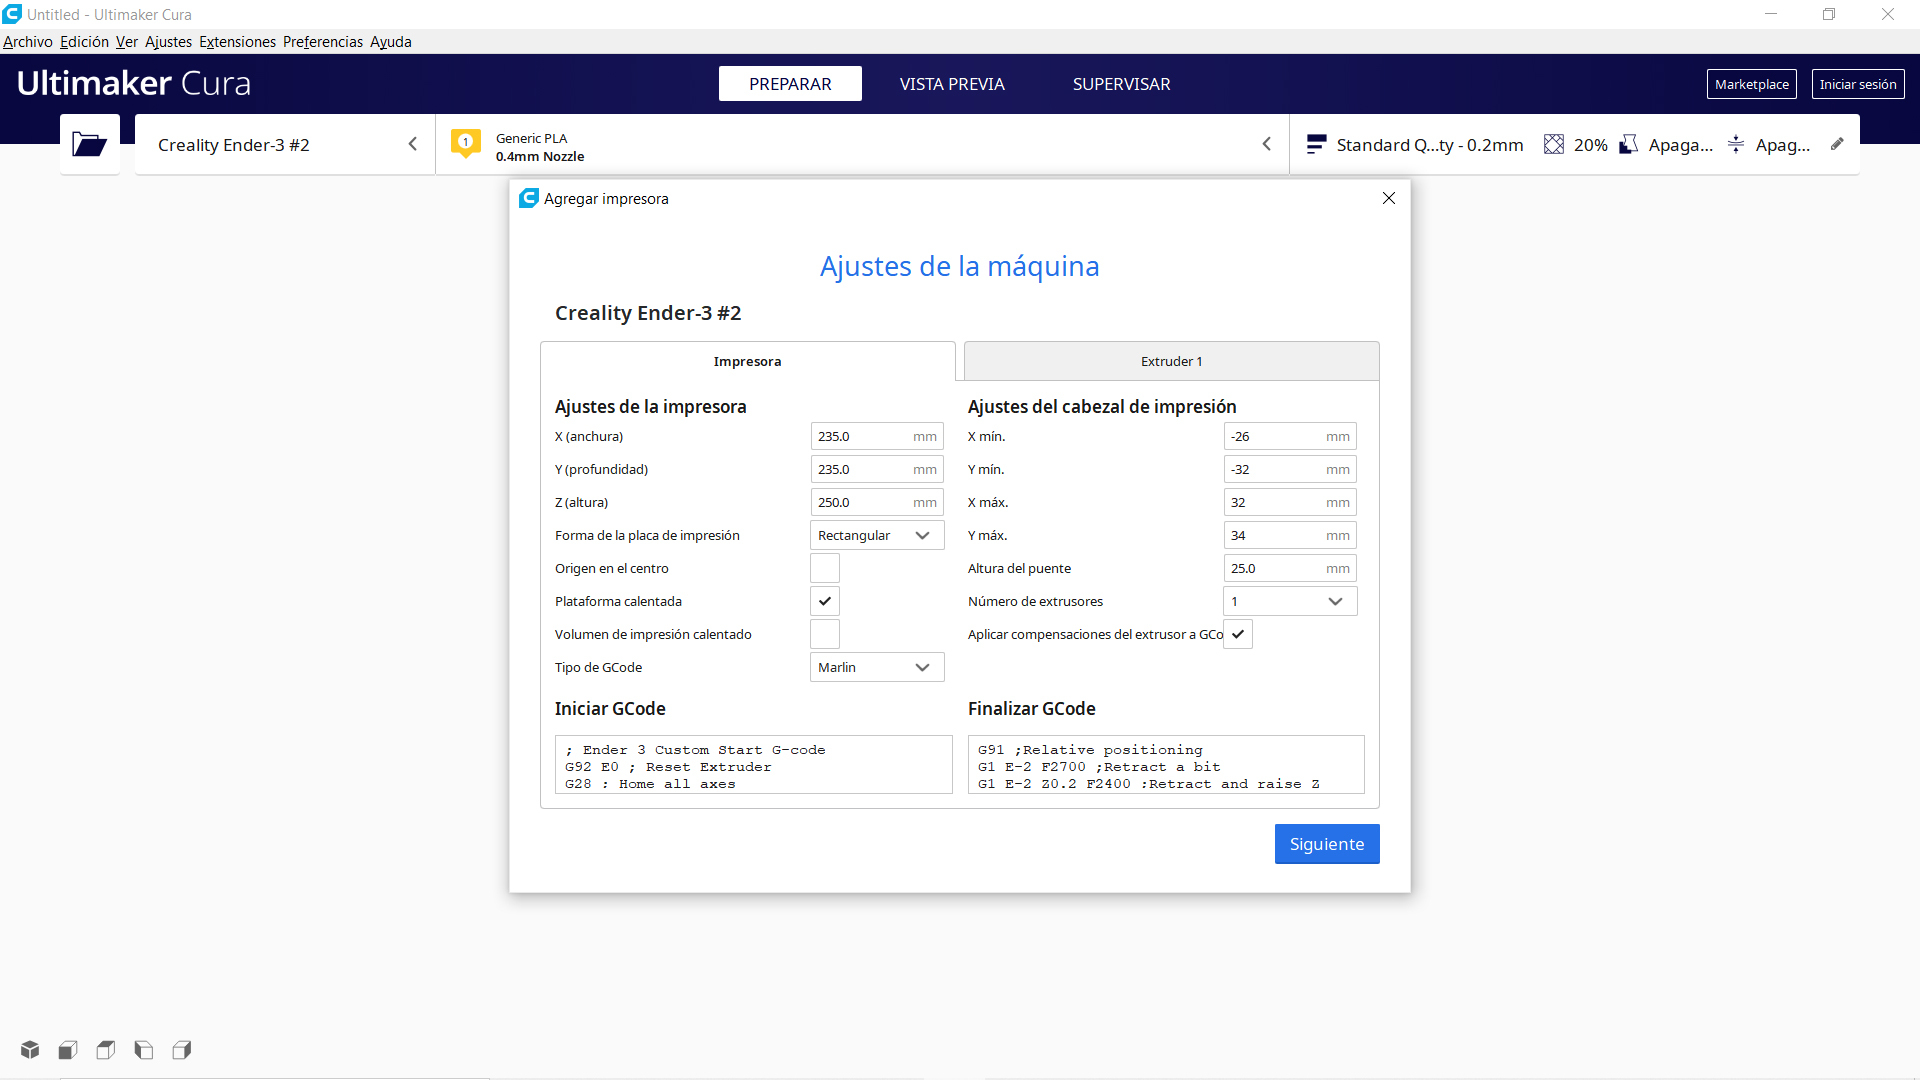 Untitled - Ultimaker Cura
Archivo Edición Ver Ajustes Extensiones Preferencias Ayuda
Ultimaker Cura
PREPARAR
VISTA PREVIA
SUPERVISAR
Marketplace
Iniciar sesión
Creality Ender-3 #2
1
Generic PLA
0.4mm Nozzle
Standard Q...ty - 0.2mm
20%
Apaga...
Apag...
Agregar impresora
Ajustes de la máquina
Creality Ender-3 #2
Impresora
Extruder 1
Ajustes de la impresora
X (anchura) 235.0 mm
Y (profundidad) 235.0 mm
Z (altura) 250.0 mm
Forma de la placa de impresión Rectangular
Origen en el centro
Plataforma calentada
Volumen de impresión calentado
Tipo de GCode Marlin
Ajustes del cabezal de impresión
X mín. -26 mm
Y mín. -32 mm
X máx. 32 mm
Y máx. 34 mm
Altura del puente 25.0 mm
Número de extrusores 1
Aplicar compensaciones del extrusor a GCo
Iniciar GCode
; Ender 3 Custom Start G-code
G92 E0 ; Reset Extruder
G28 ; Home all axes
Finalizar GCode
G91 ;Relative positioning
G1 E-2 F2700 ;Retract a bit
G1 E-2 Z0.2 F2400 ;Retract and raise Z
Siguiente